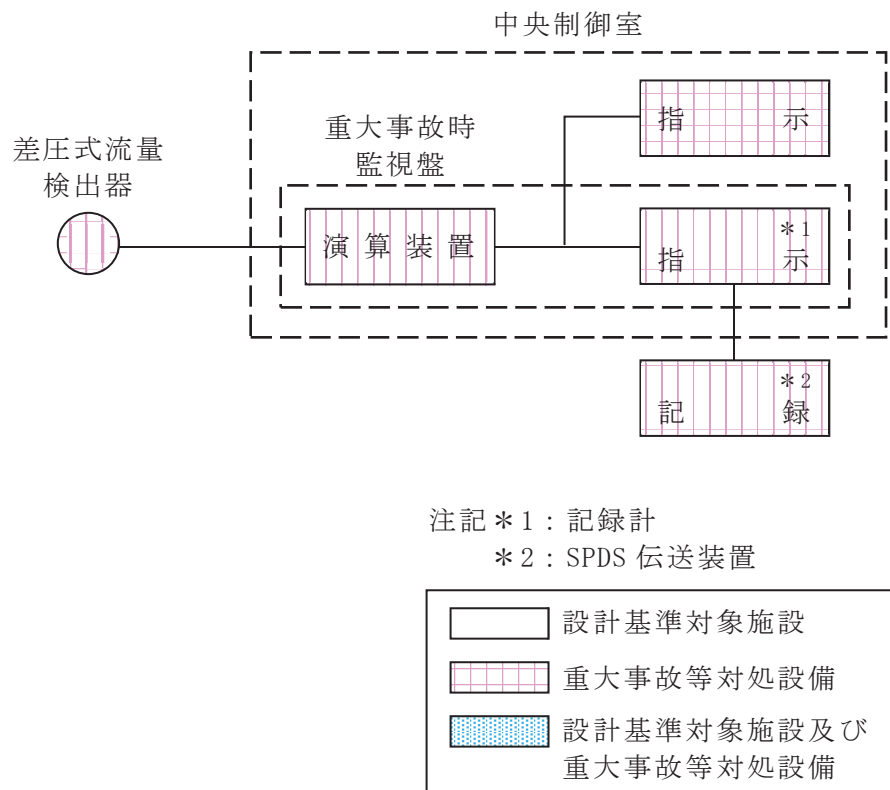 中央制御室
差圧式流量
検出器
重大事故時
監視盤
指示
演算装置
指示 *1
記録 *2
注記*1:記録計
*2:SPDS 伝送装置
設計基準対象施設
重大事故等対処設備
設計基準対象施設及び
重大事故等対処設備